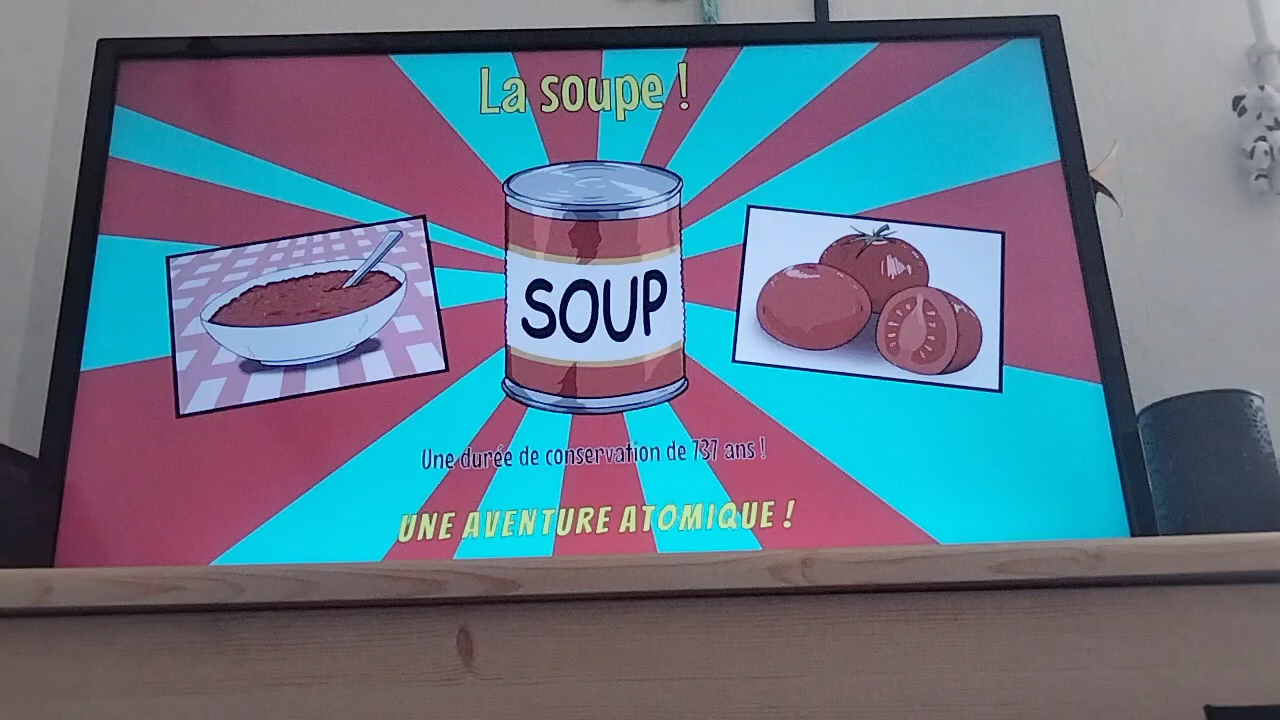 La soupe !
SOUP
Une durée de conservation de 737 ans !
UNE AVENTURE ATOMIQUE !